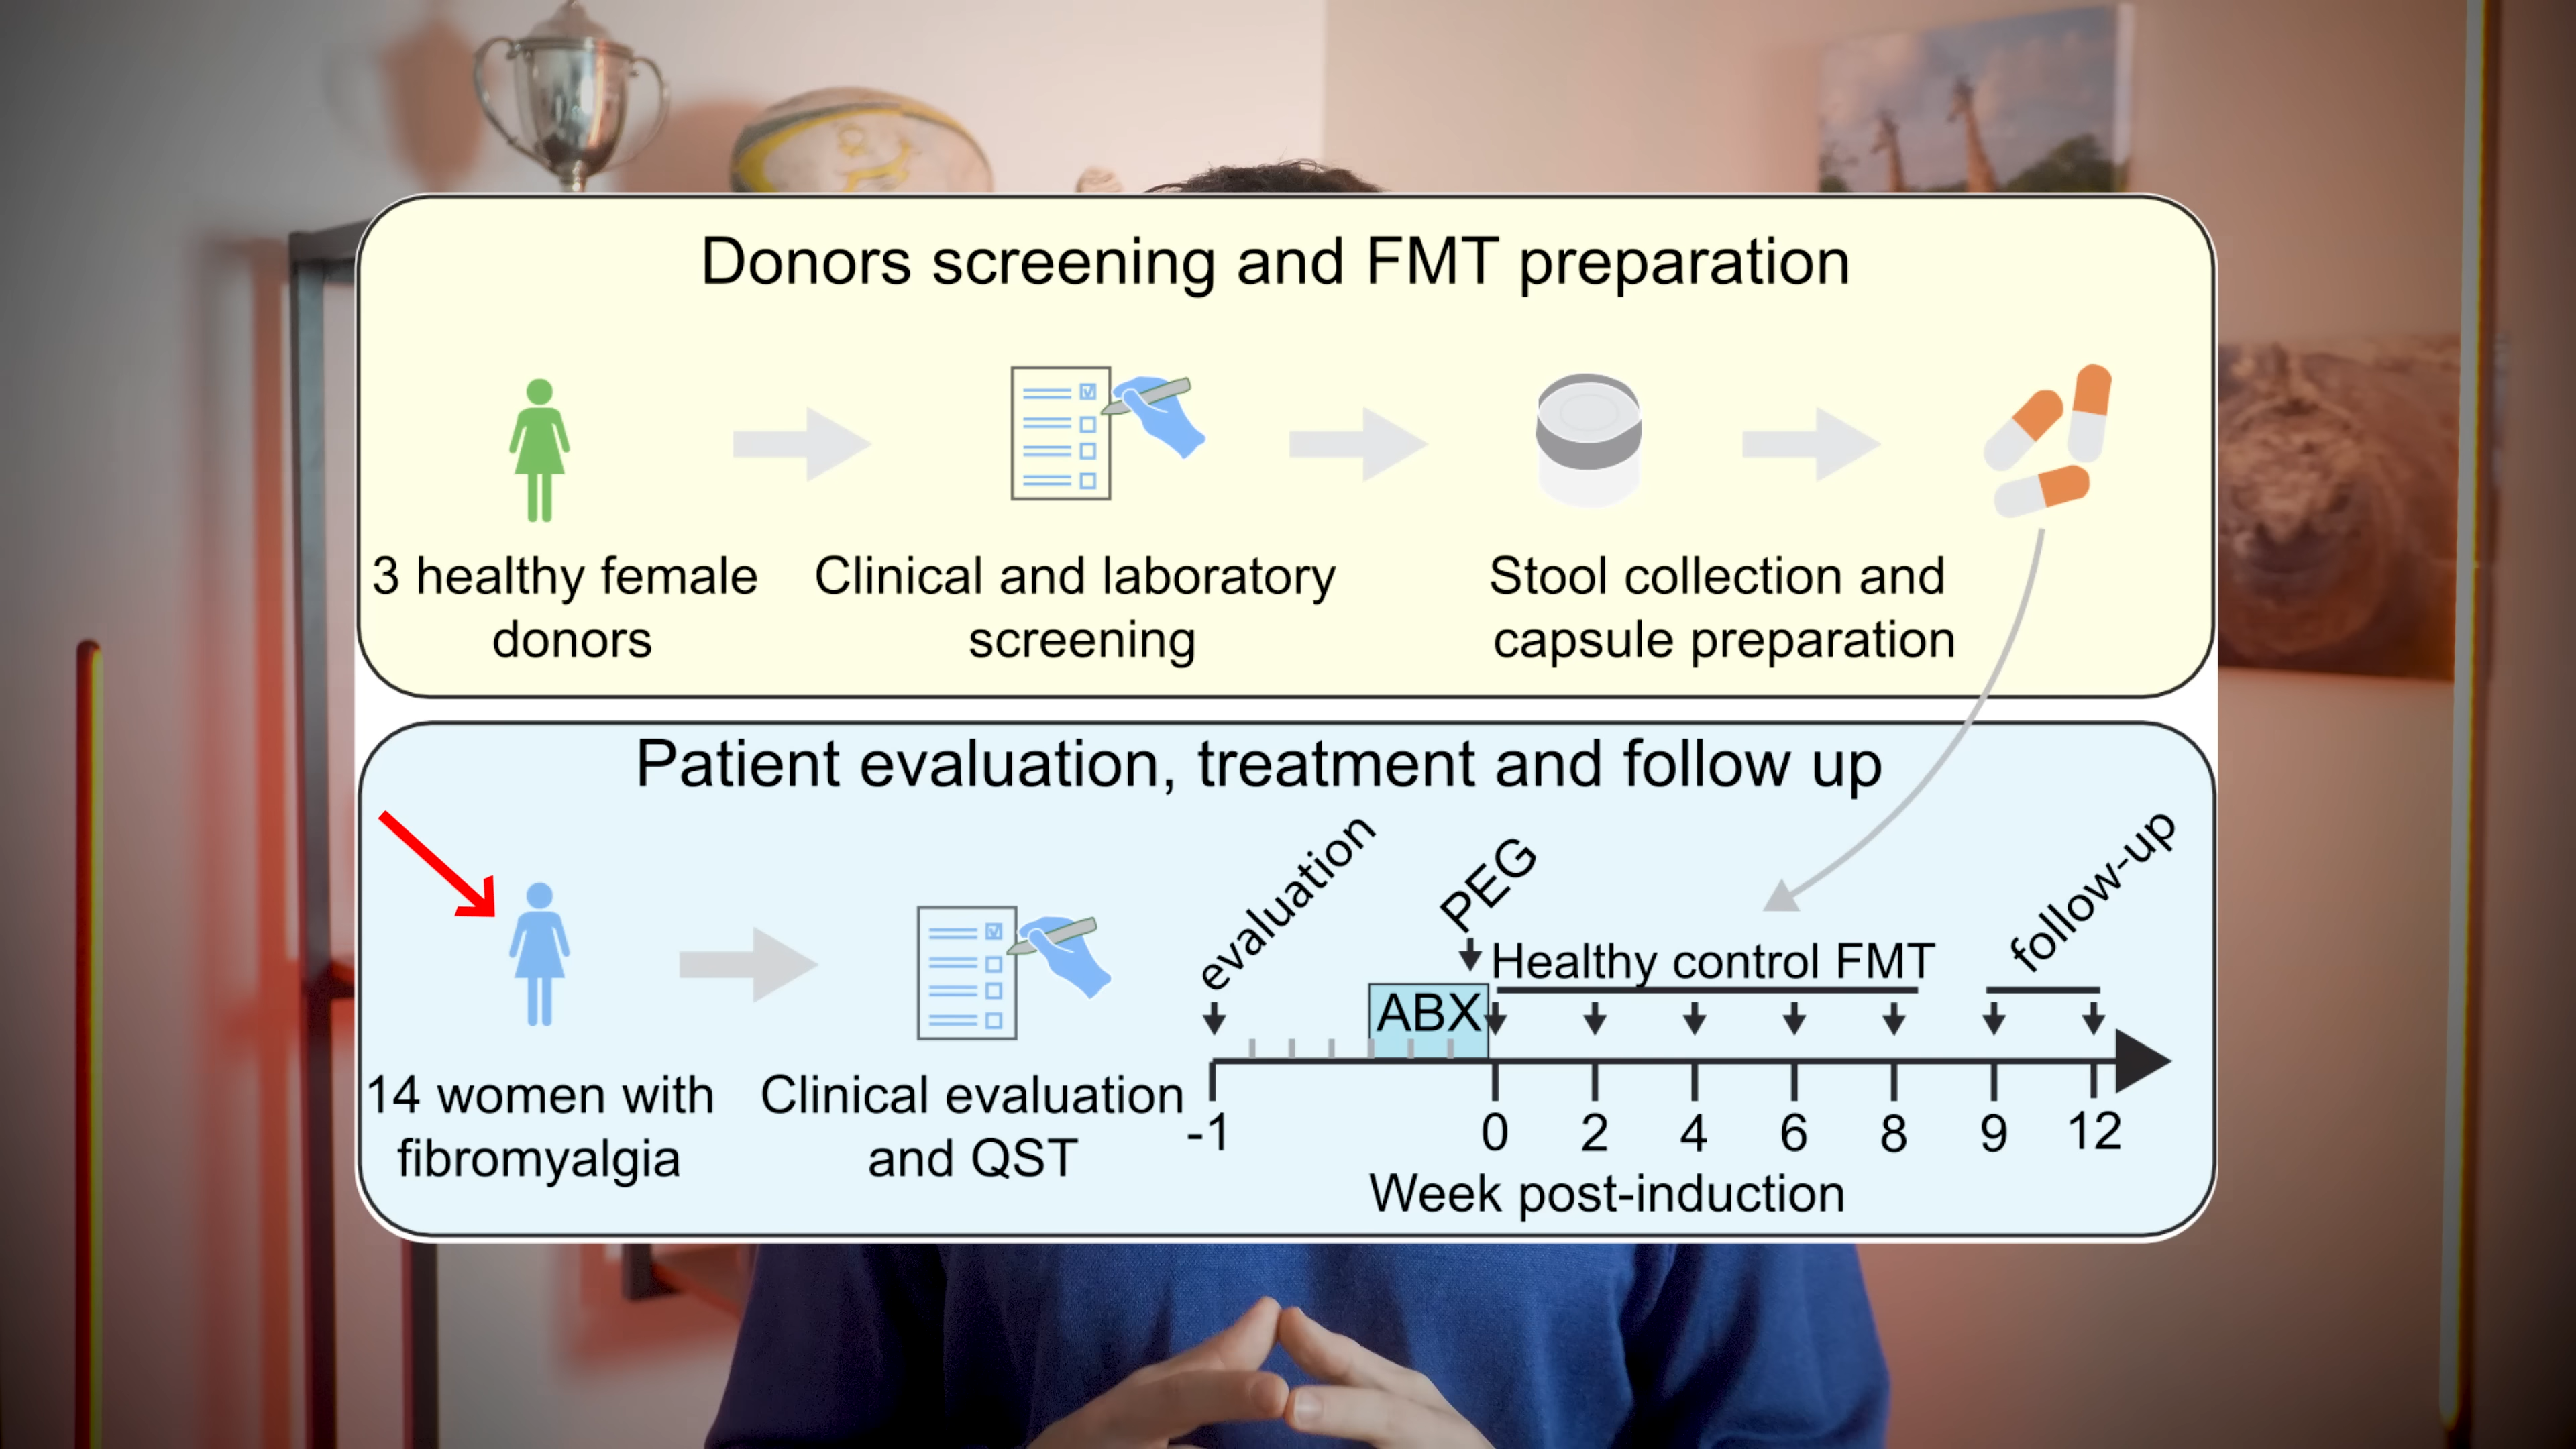 Donors screening and FMT preparation
3 healthy female
donors
Clinical and laboratory
screening
Stool collection and
capsule preparation
Patient evaluation, treatment and follow up
14 women with
fibromyalgia
Clinical evaluation
and QST
evaluation
PEG
Healthy control FMT
follow-up
ABX
-1 0 2 4 6 8 9 12
Week post-induction